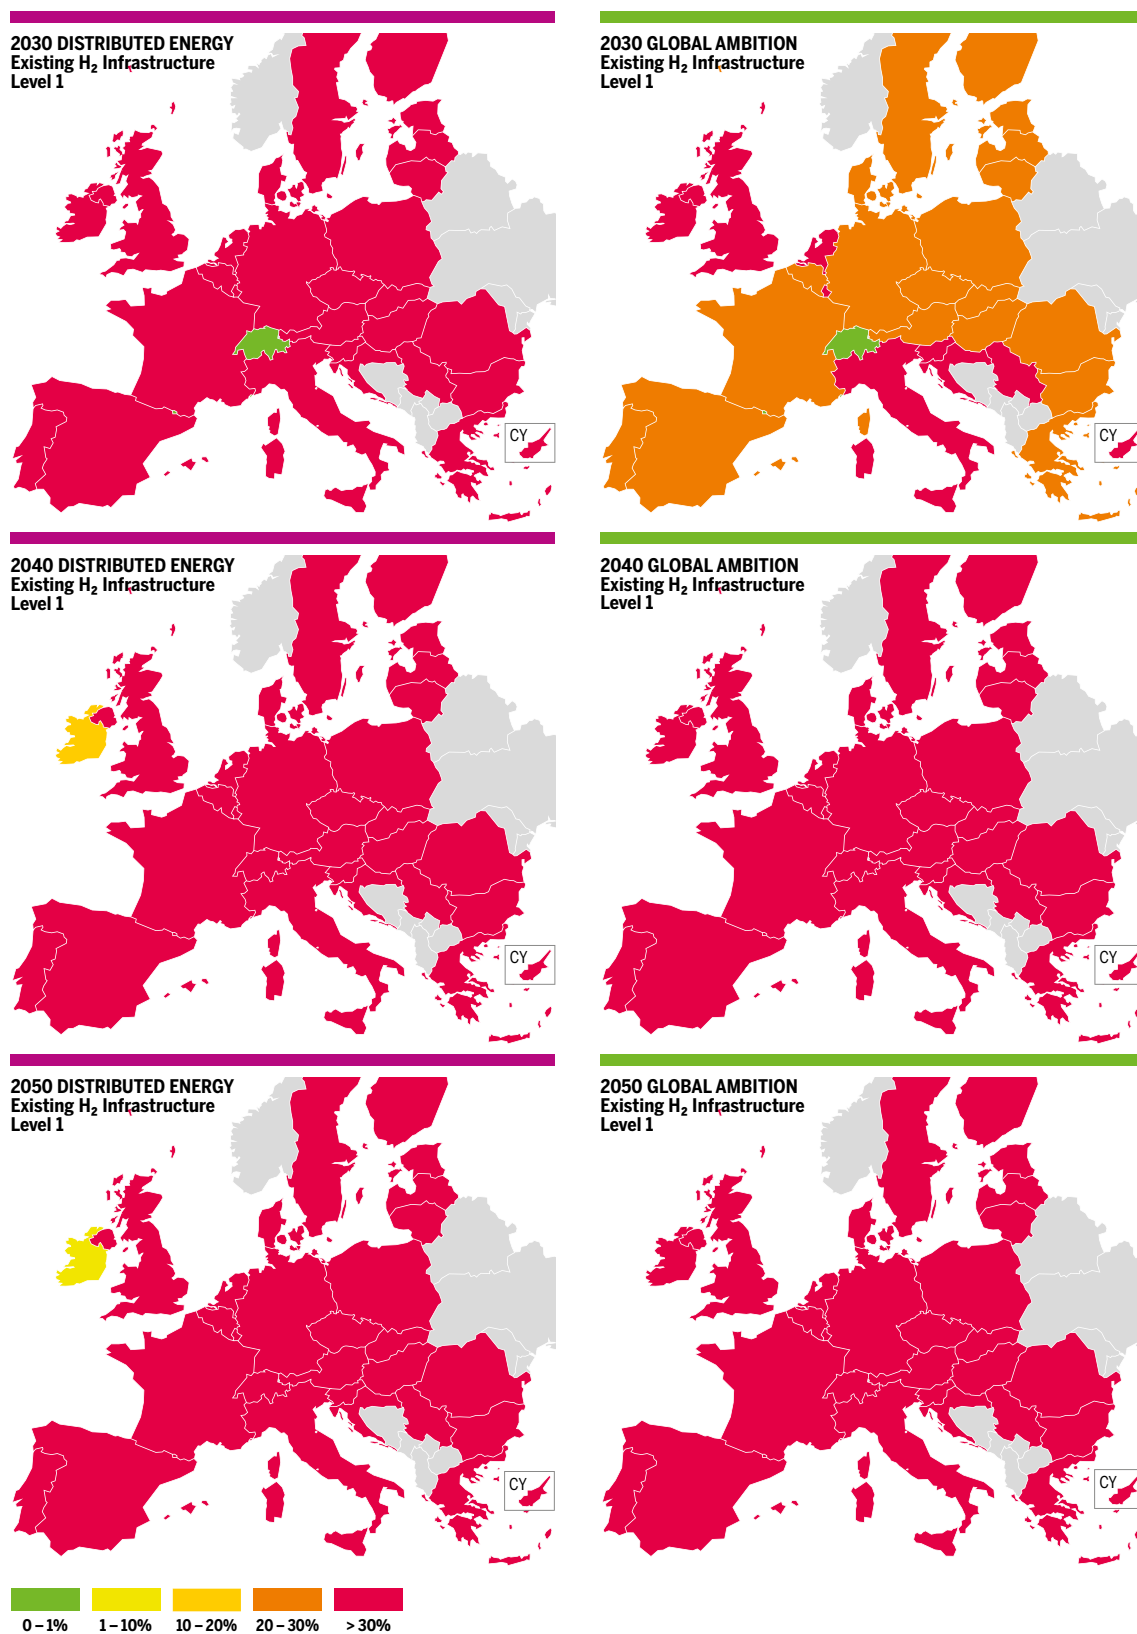 2030 DISTRIBUTED ENERGY
Existing H₂ Infrastructure
Level 1
CY
2030 GLOBAL AMBITION
Existing H₂ Infrastructure
Level 1
CY
2040 DISTRIBUTED ENERGY
Existing H₂ Infrastructure
Level 1
CY
2040 GLOBAL AMBITION
Existing H₂ Infrastructure
Level 1
CY
2050 DISTRIBUTED ENERGY
Existing H₂ Infrastructure
Level 1
CY
2050 GLOBAL AMBITION
Existing H₂ Infrastructure
Level 1
CY
0 – 1% 1 – 10% 10 – 20% 20 – 30% > 30%